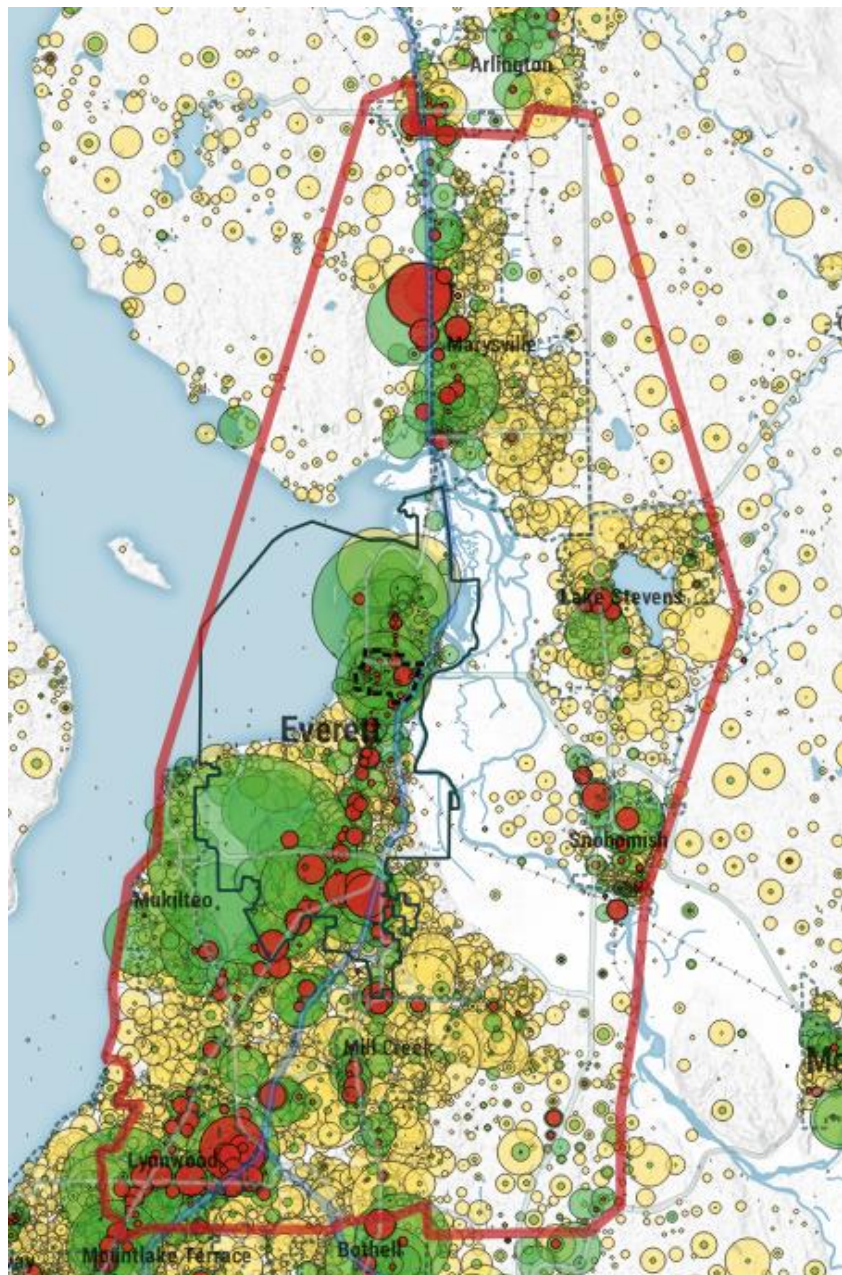 Arlington
Marysville
Lake Stevens
Everett
Snohomish
Mukilteo
Mill Creek
Lynnwood
Mountlake Terrace
Bothell